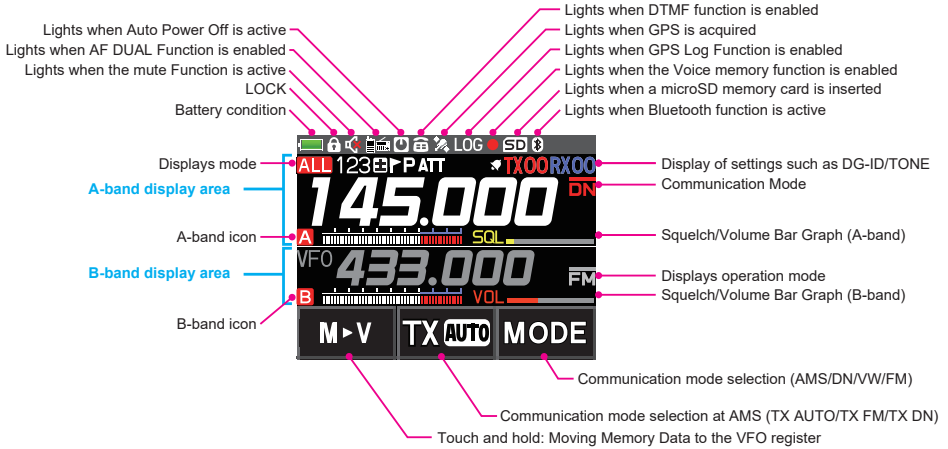 Lights when DTMF function is enabled
Lights when Auto Power Off is active
Lights when GPS is acquired
Lights when AF DUAL Function is enabled
Lights when GPS Log Function is enabled
Lights when the mute Function is active
Lights when the Voice memory function is enabled
LOCK
Lights when a microSD memory card is inserted
Battery condition
Lights when Bluetooth function is active
LOG SD
Displays mode
ALL 123 P ATT TX00 RX00
Display of settings such as DG-ID/TONE
A-band display area
DN
Communication Mode
145.000
A-band icon
A SQL
Squelch/Volume Bar Graph (A-band)
B-band display area
VFO 433.000
FM
Displays operation mode
B VOL
Squelch/Volume Bar Graph (B-band)
B-band icon
M►V TX AUTO MODE
Communication mode selection (AMS/DN/VW/FM)
Communication mode selection at AMS (TX AUTO/TX FM/TX DN)
Touch and hold: Moving Memory Data to the VFO register